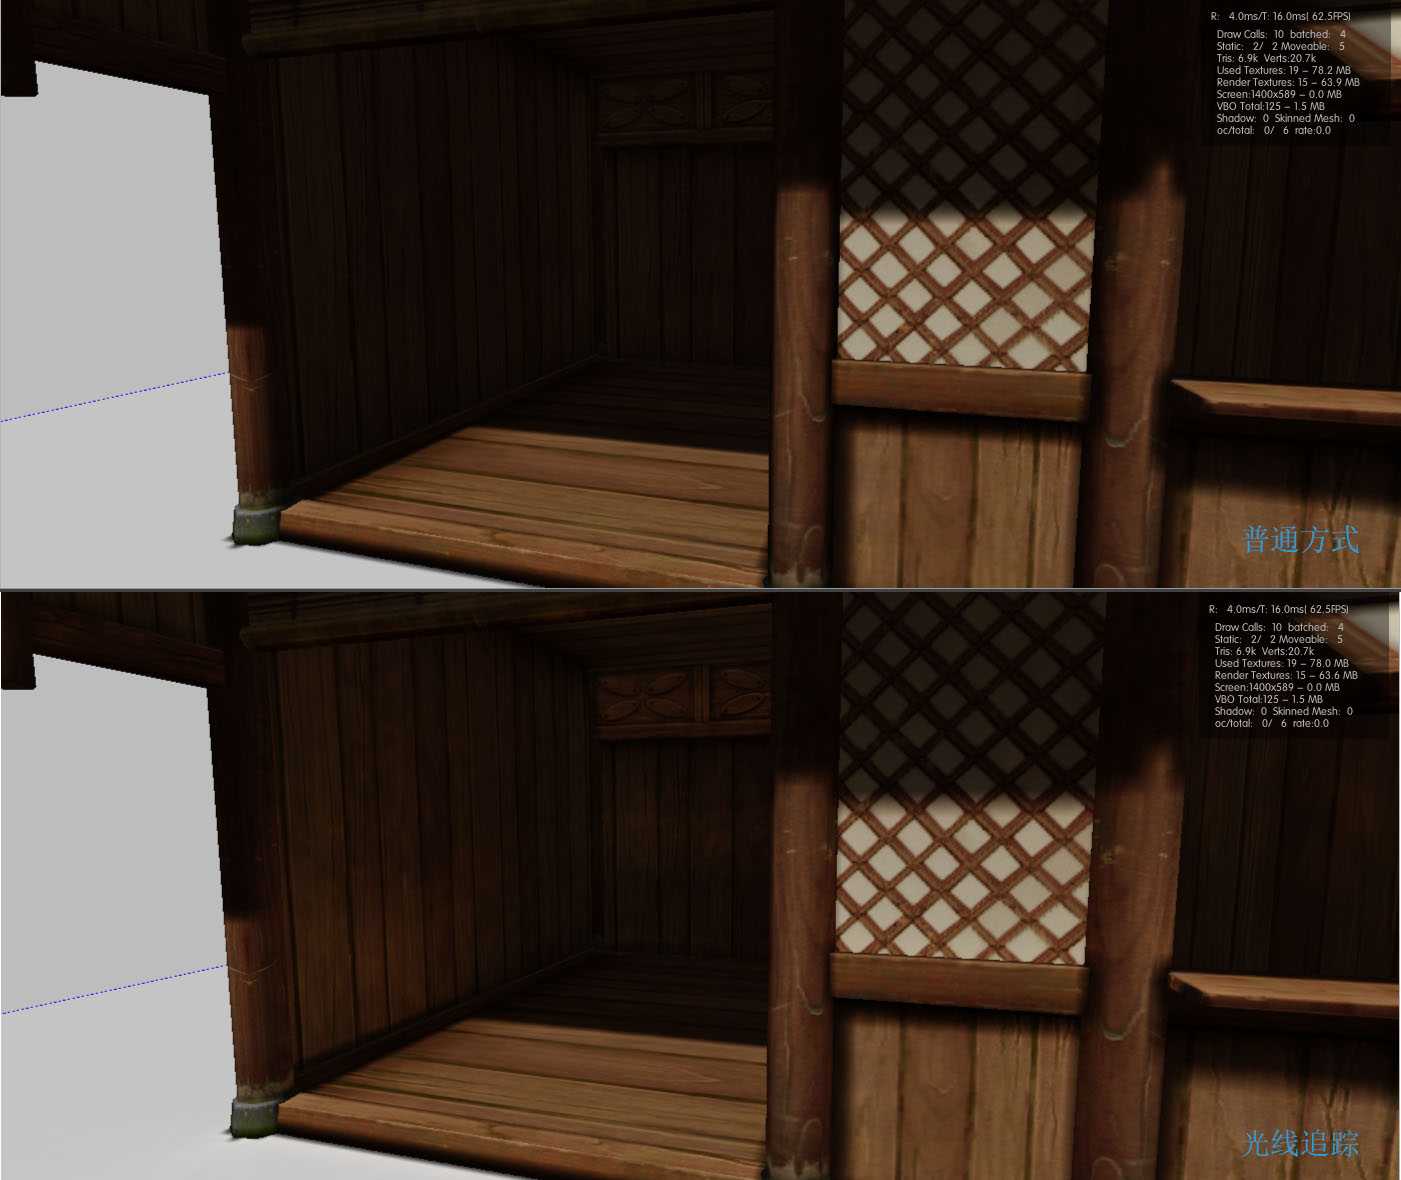 R: 4.0ms/T: 16.0ms( 62.5FPS)
Draw Calls: 10 batched: 4
Static: 2/ 2 Moveable: 5
Tris: 6.9k Verts:20.7k
Used Textures: 19 – 78.2 MB
Render Textures: 15 – 63.9 MB
Screen:1400x589 – 0.0 MB
VBO Total:125 – 1.5 MB
Shadow: 0 Skinned Mesh: 0
oc/total: 0/ 6 rate:0.0
普通方式
R: 4.0ms/T: 16.0ms( 62.5FPS)
Draw Calls: 10 batched: 4
Static: 2/ 2 Moveable: 5
Tris: 6.9k Verts:20.7k
Used Textures: 19 – 78.0 MB
Render Textures: 15 – 63.6 MB
Screen:1400x589 – 0.0 MB
VBO Total:125 – 1.5 MB
Shadow: 0 Skinned Mesh: 0
oc/total: 0/ 6 rate:0.0
光线追踪